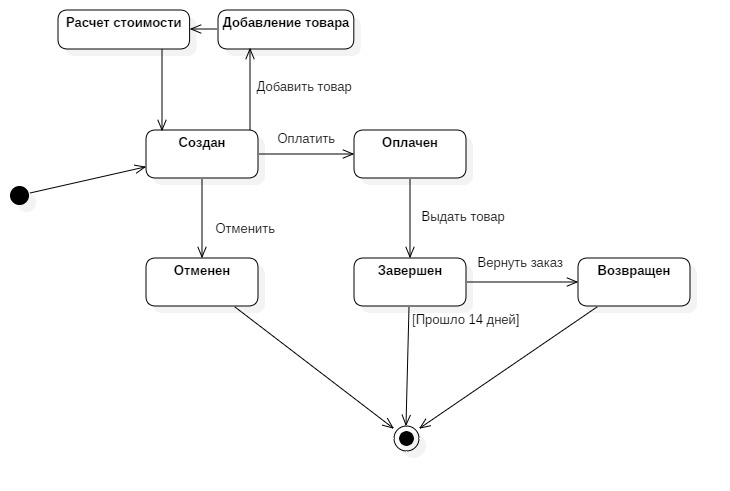 Расчет стоимости
Добавление товара
Добавить товар
Создан
Оплатить
Оплачен
Отменить
Выдать товар
Отменен
Завершен
Вернуть заказ
Возвращен
[Прошло 14 дней]